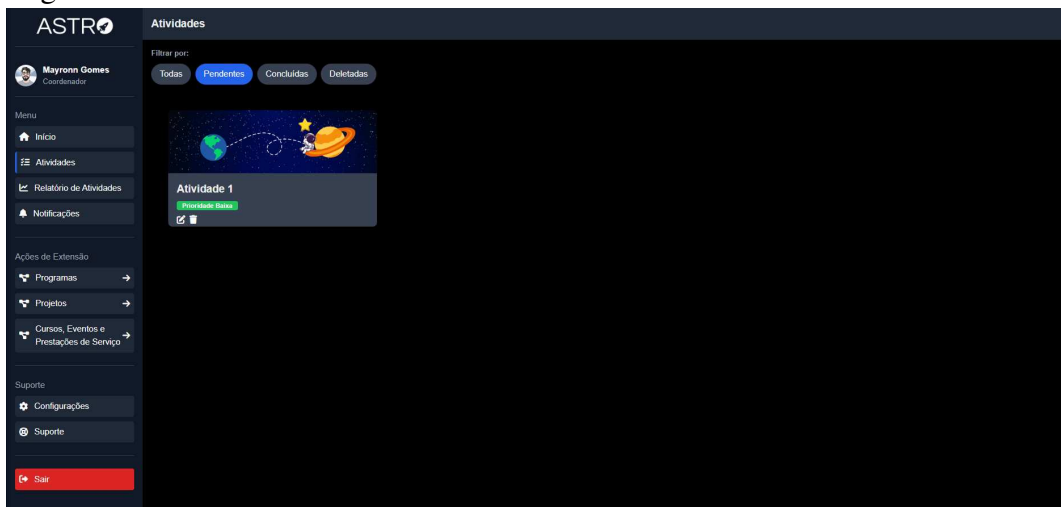 ASTRO
Mayronn Gomes
Coordenador
Menu
Início
Atividades
Relatório de Atividades
Notificações
Ações de Extensão
Programas
Projetos
Cursos, Eventos e
Prestações de Serviço
Suporte
Configurações
Suporte
Sair
Atividades
Filtrar por:
Todas Pendentes Concluídas Deletadas
Atividade 1
Prioridade Baixa